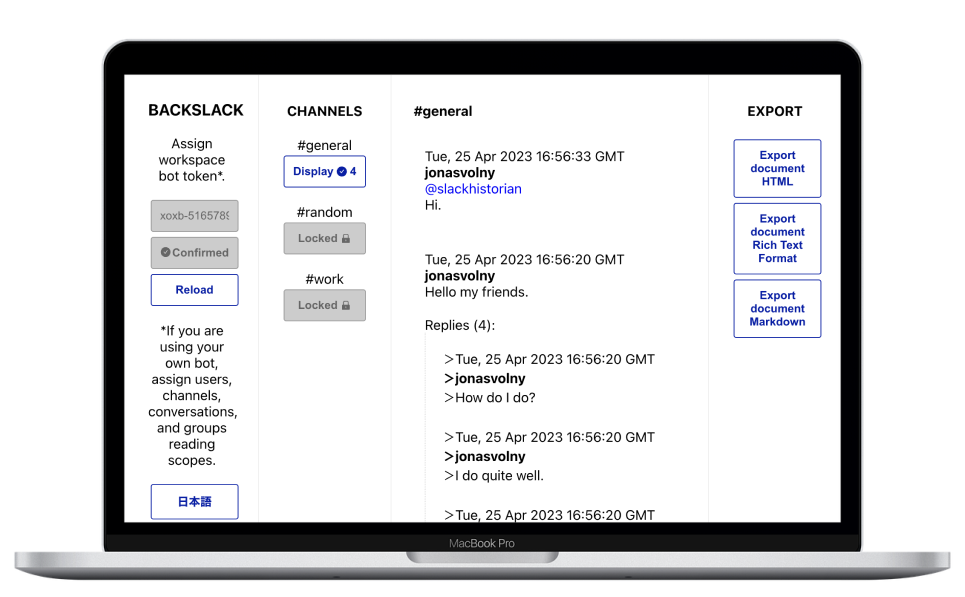 BACKSLACK
Assign
workspace
bot token*.
xoxb-516578
Confirmed
Reload
*If you are
using your
own bot,
assign users,
channels,
conversations,
and groups
reading
scopes.
日本語
CHANNELS
#general
Display 4
#random
Locked
#work
Locked
#general
Tue, 25 Apr 2023 16:56:33 GMT
jonasvolny
@slackhistorian
Hi.
Tue, 25 Apr 2023 16:56:20 GMT
jonasvolny
Hello my friends.
Replies (4):
>Tue, 25 Apr 2023 16:56:20 GMT
>jonasvolny
>How do I do?
>Tue, 25 Apr 2023 16:56:20 GMT
>jonasvolny
>I do quite well.
>Tue, 25 Apr 2023 16:56:20 GMT
EXPORT
Export
document
HTML
Export
document
Rich Text
Format
Export
document
Markdown
MacBook Pro